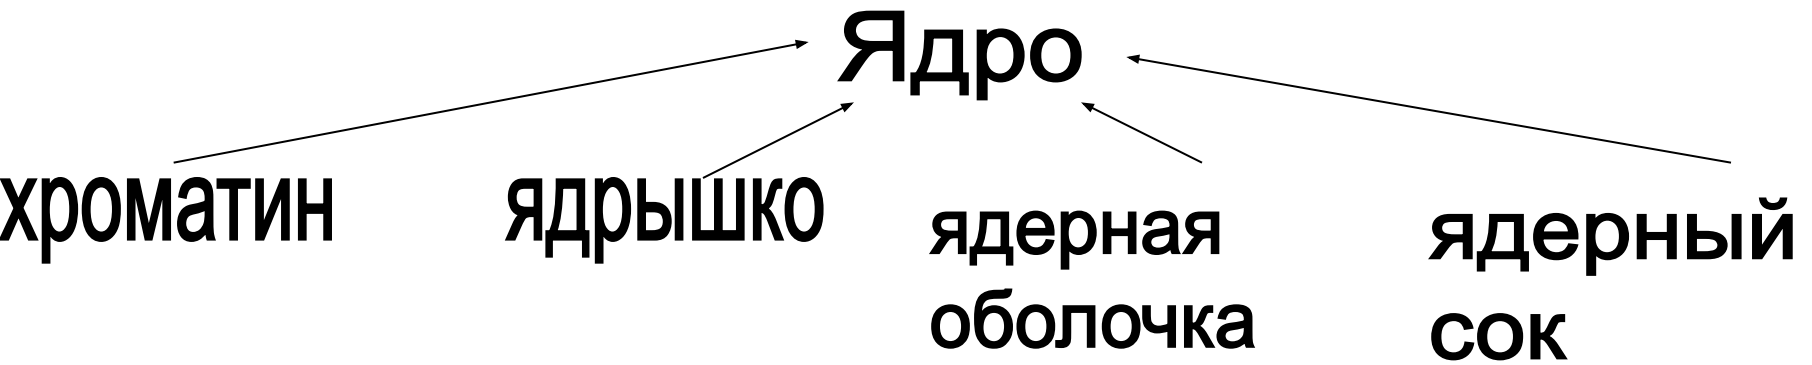 Ядро
хроматин
ядрышко
ядерная
оболочка
ядерный
сок